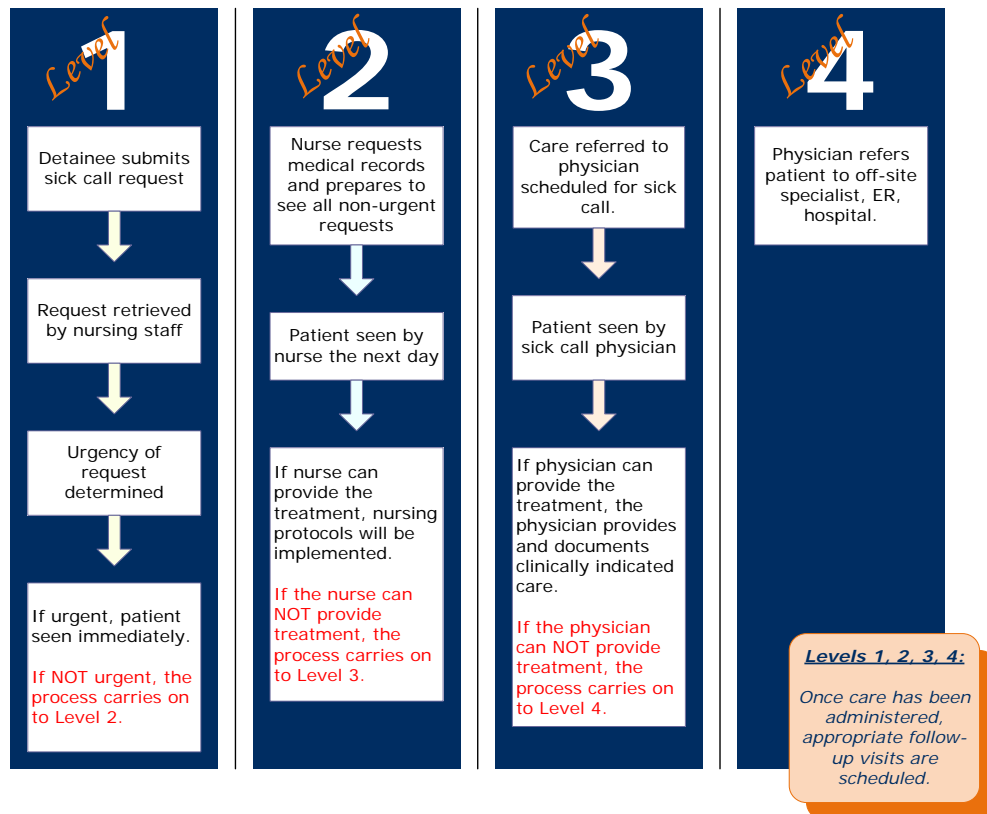 Level 1
Detainee submits
sick call request
Request retrieved
by nursing staff
Urgency of
request
determined
If urgent, patient
seen immediately.
If NOT urgent, the
process carries on
to Level 2.
Level 2
Nurse requests
medical records
and prepares to
see all non-urgent
requests
Patient seen by
nurse the next day
If nurse can
provide the
treatment, nursing
protocols will be
implemented.
If the nurse can
NOT provide
treatment, the
process carries on
to Level 3.
Level 3
Care referred to
physician
scheduled for sick
call.
Patient seen by
sick call physician
If physician can
provide the
treatment, the
physician provides
and documents
clinically indicated
care.
If the physician
can NOT provide
treatment, the
process carries on
to Level 4.
Level 4
Physician refers
patient to off-site
specialist, ER,
hospital.
Levels 1, 2, 3, 4:
Once care has been
administered,
appropriate follow-
up visits are
scheduled.